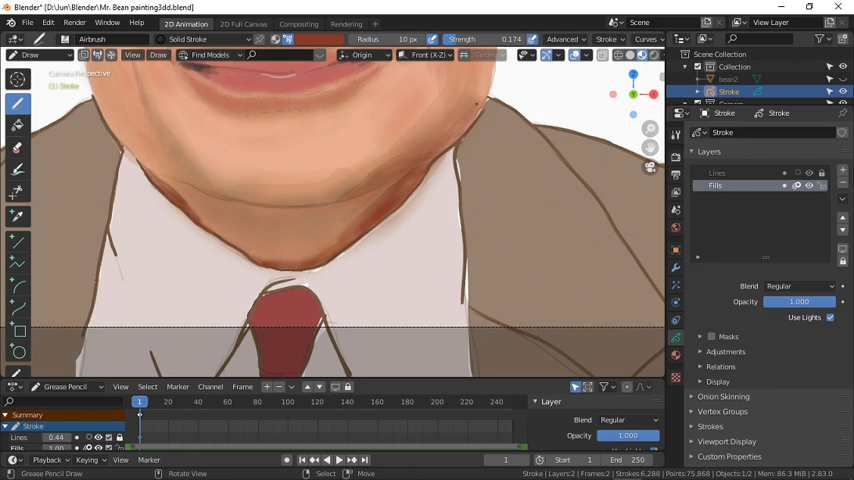 Blender* [D:\Jun\Blender\Mr. Bean painting3dd.blend]
File Edit Render Window Help 2D Animation 2D Full Canvas Compositing Rendering Scene View Layer
Airbrush Solid Stroke Radius 10 px Strength 0.174 Advanced Stroke Curves
Draw View Draw Find Models Origin Front (X-Z) Guides
Camera Perspective
(1) Stroke
Scene Collection
Collection
bean2
Stroke
Stroke Stroke
Stroke
Layers
Lines
Fills
Blend Regular
Opacity 1.000
Use Lights
Masks
Adjustments
Relations
Display
Onion Skinning
Vertex Groups
Strokes
Viewport Display
Custom Properties
Grease Pencil View Select Marker Channel Frame
1 20 40 60 80 100 120 140 160 180 200 220 240
Summary
Stroke
Lines 0.44
Fills 1.00
Layer
Blend Regular
Opacity 1.000
Playback Keying View Marker 1 Start 1 End 250
Grease Pencil Draw Rotate View Select Move Stroke | Layers:2 | Frames:2 | Strokes:6,288 | Points:75,868 | Objects:1/2 | Mem: 86.3 MiB | 2.83.0